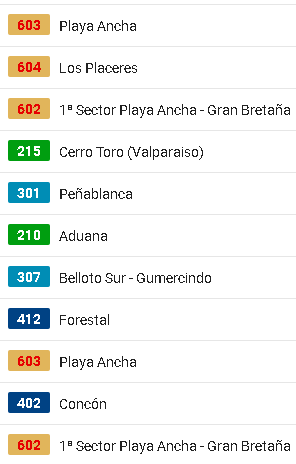 603 Playa Ancha
604 Los Placeres
602 1ª Sector Playa Ancha - Gran Bretaña
215 Cerro Toro (Valparaiso)
301 Peñablanca
210 Aduana
307 Belloto Sur - Gumercindo
412 Forestal
603 Playa Ancha
402 Concón
602 1ª Sector Playa Ancha - Gran Bretaña